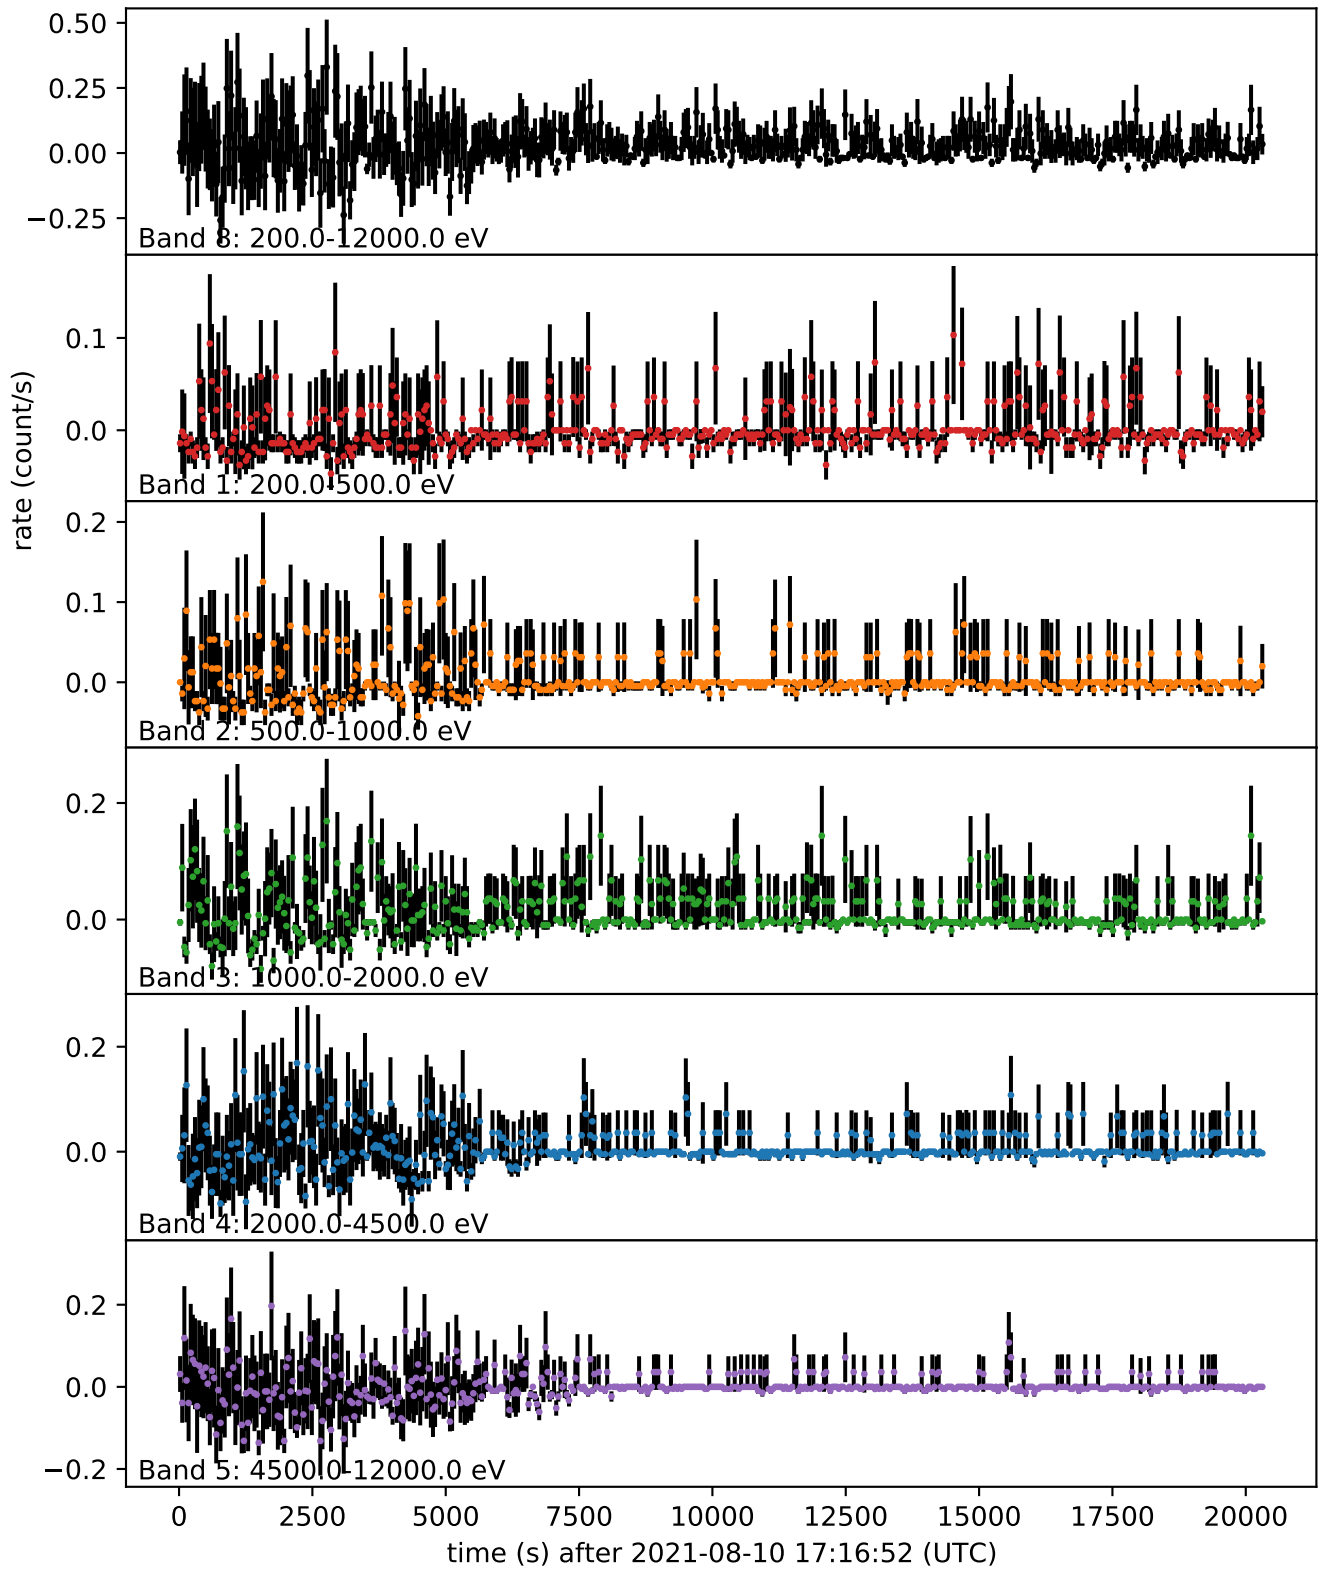 0.50
0.25
0.00
−0.25
Band 8: 200.0-12000.0 eV
0.1
0.0
Band 1: 200.0-500.0 eV
rate (count/s)
0.2
0.1
0.0
Band 2: 500.0-1000.0 eV
0.2
0.0
Band 3: 1000.0-2000.0 eV
0.2
0.0
Band 4: 2000.0-4500.0 eV
0.2
0.0
−0.2
Band 5: 4500.0-12000.0 eV
0 2500 5000 7500 10000 12500 15000 17500 20000
time (s) after 2021-08-10 17:16:52 (UTC)